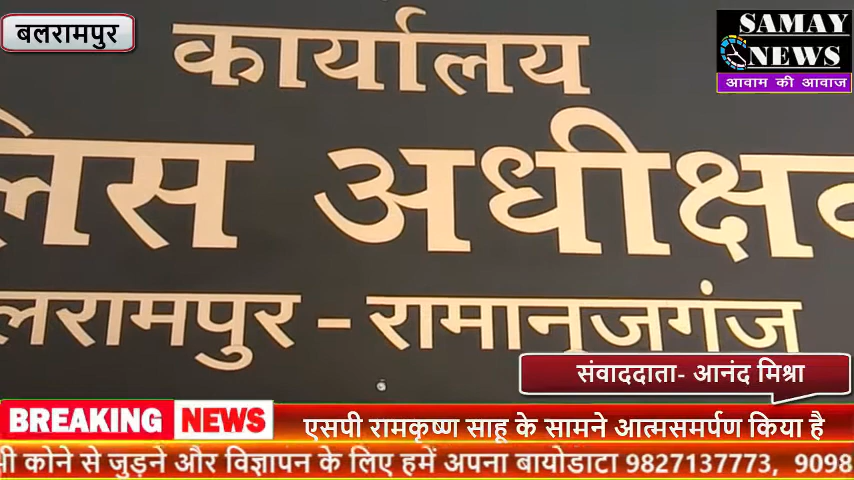 बलरामपुर
SAMAY
NEWS
आवाम की आवाज
कार्यालय
लिस अधीक्षक
लरामपुर - रामानुजगंज
संवाददाता- आनंद मिश्रा
BREAKING NEWS
एसपी रामकृष्ण साहू के सामने आत्मसमर्पण किया है
भी कोने से जुड़ने और विज्ञापन के लिए हमें अपना बायोडाटा 9827137773, 9098